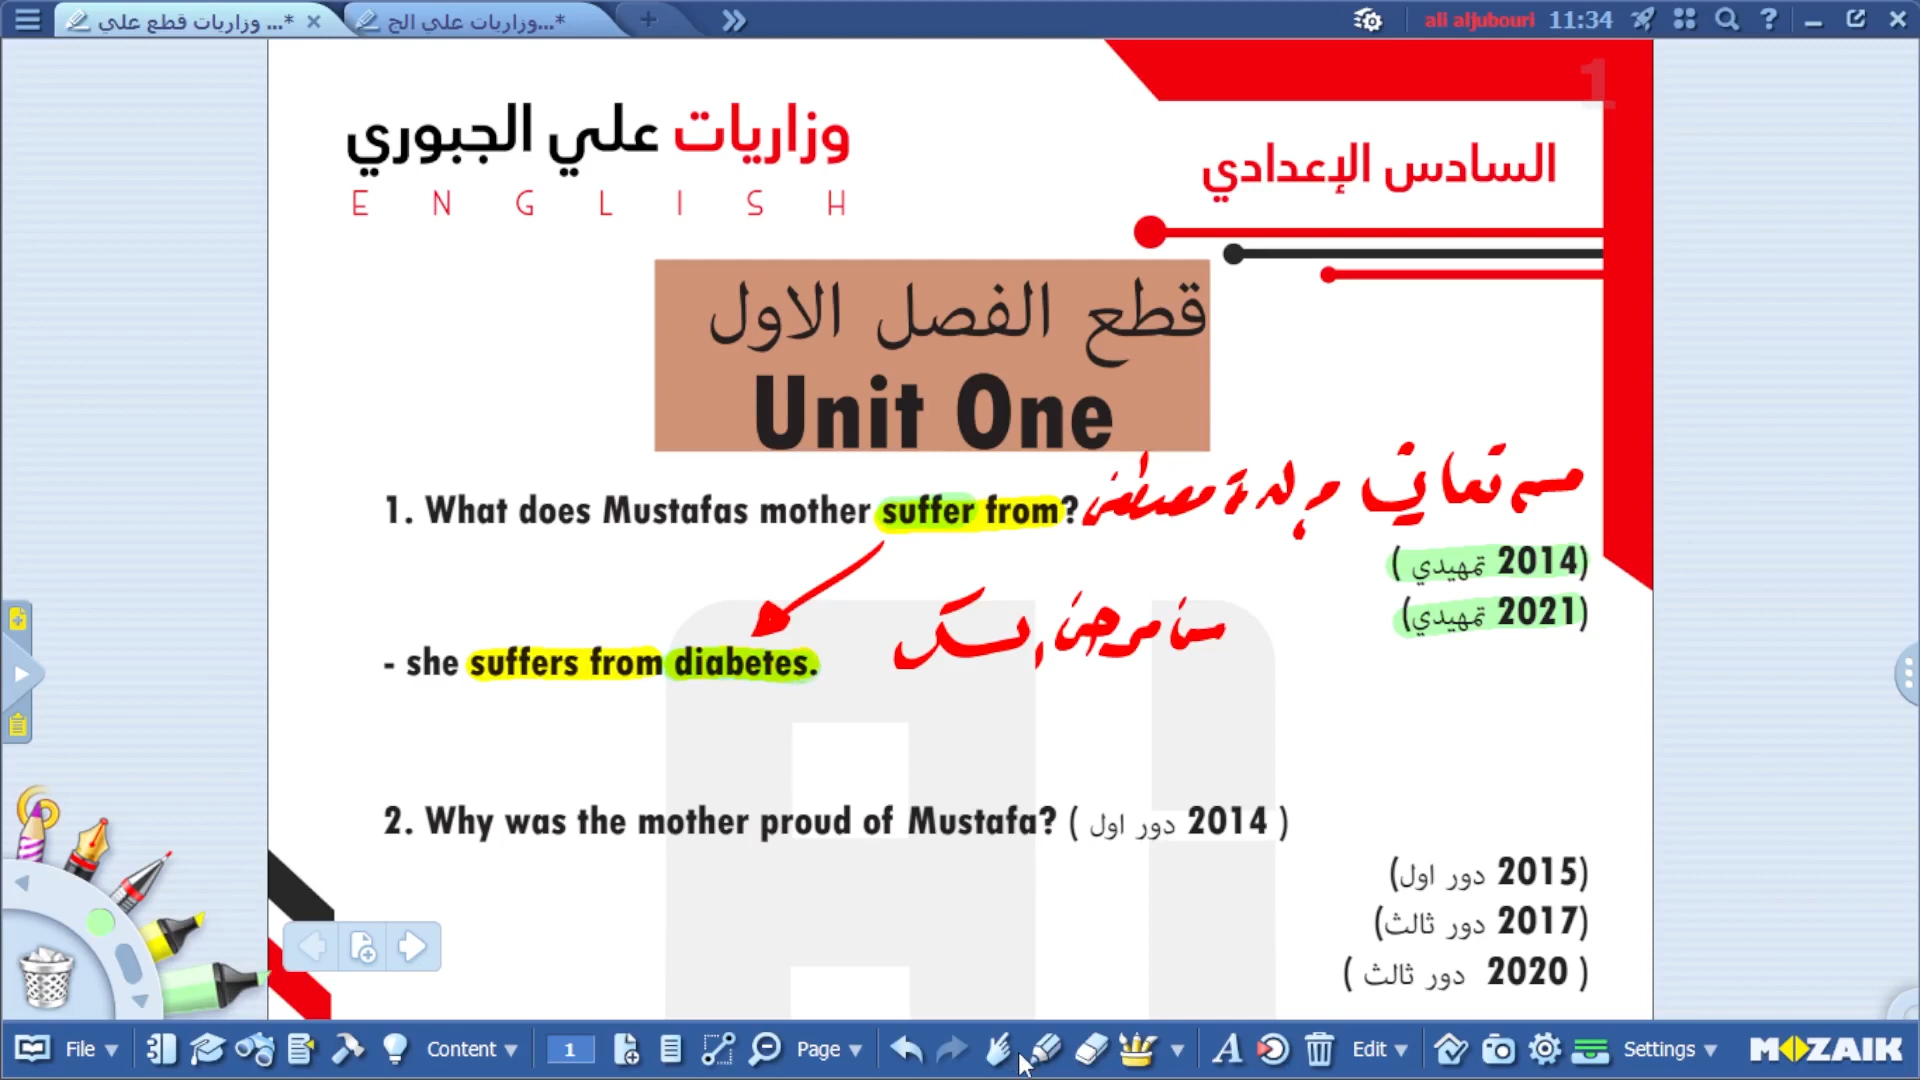 وزاريات قطع علي ... *
وزاريات علي الج...*
ali aljubouri 11:34
1
وزاريات علي الجبوري
ENGLISH
السادس الإعدادي
قطع الفصل الاول
Unit One
1. What does Mustafas mother suffer from?
(2014 تمهيدي )
(2021 تمهيدي)
- she suffers from diabetes.
2. Why was the mother proud of Mustafa? ( 2014 دور اول )
(2015 دور اول)
(2017 دور ثالث)
( 2020 دور ثالث )
File Content 1 Page Edit Settings MOZAIK